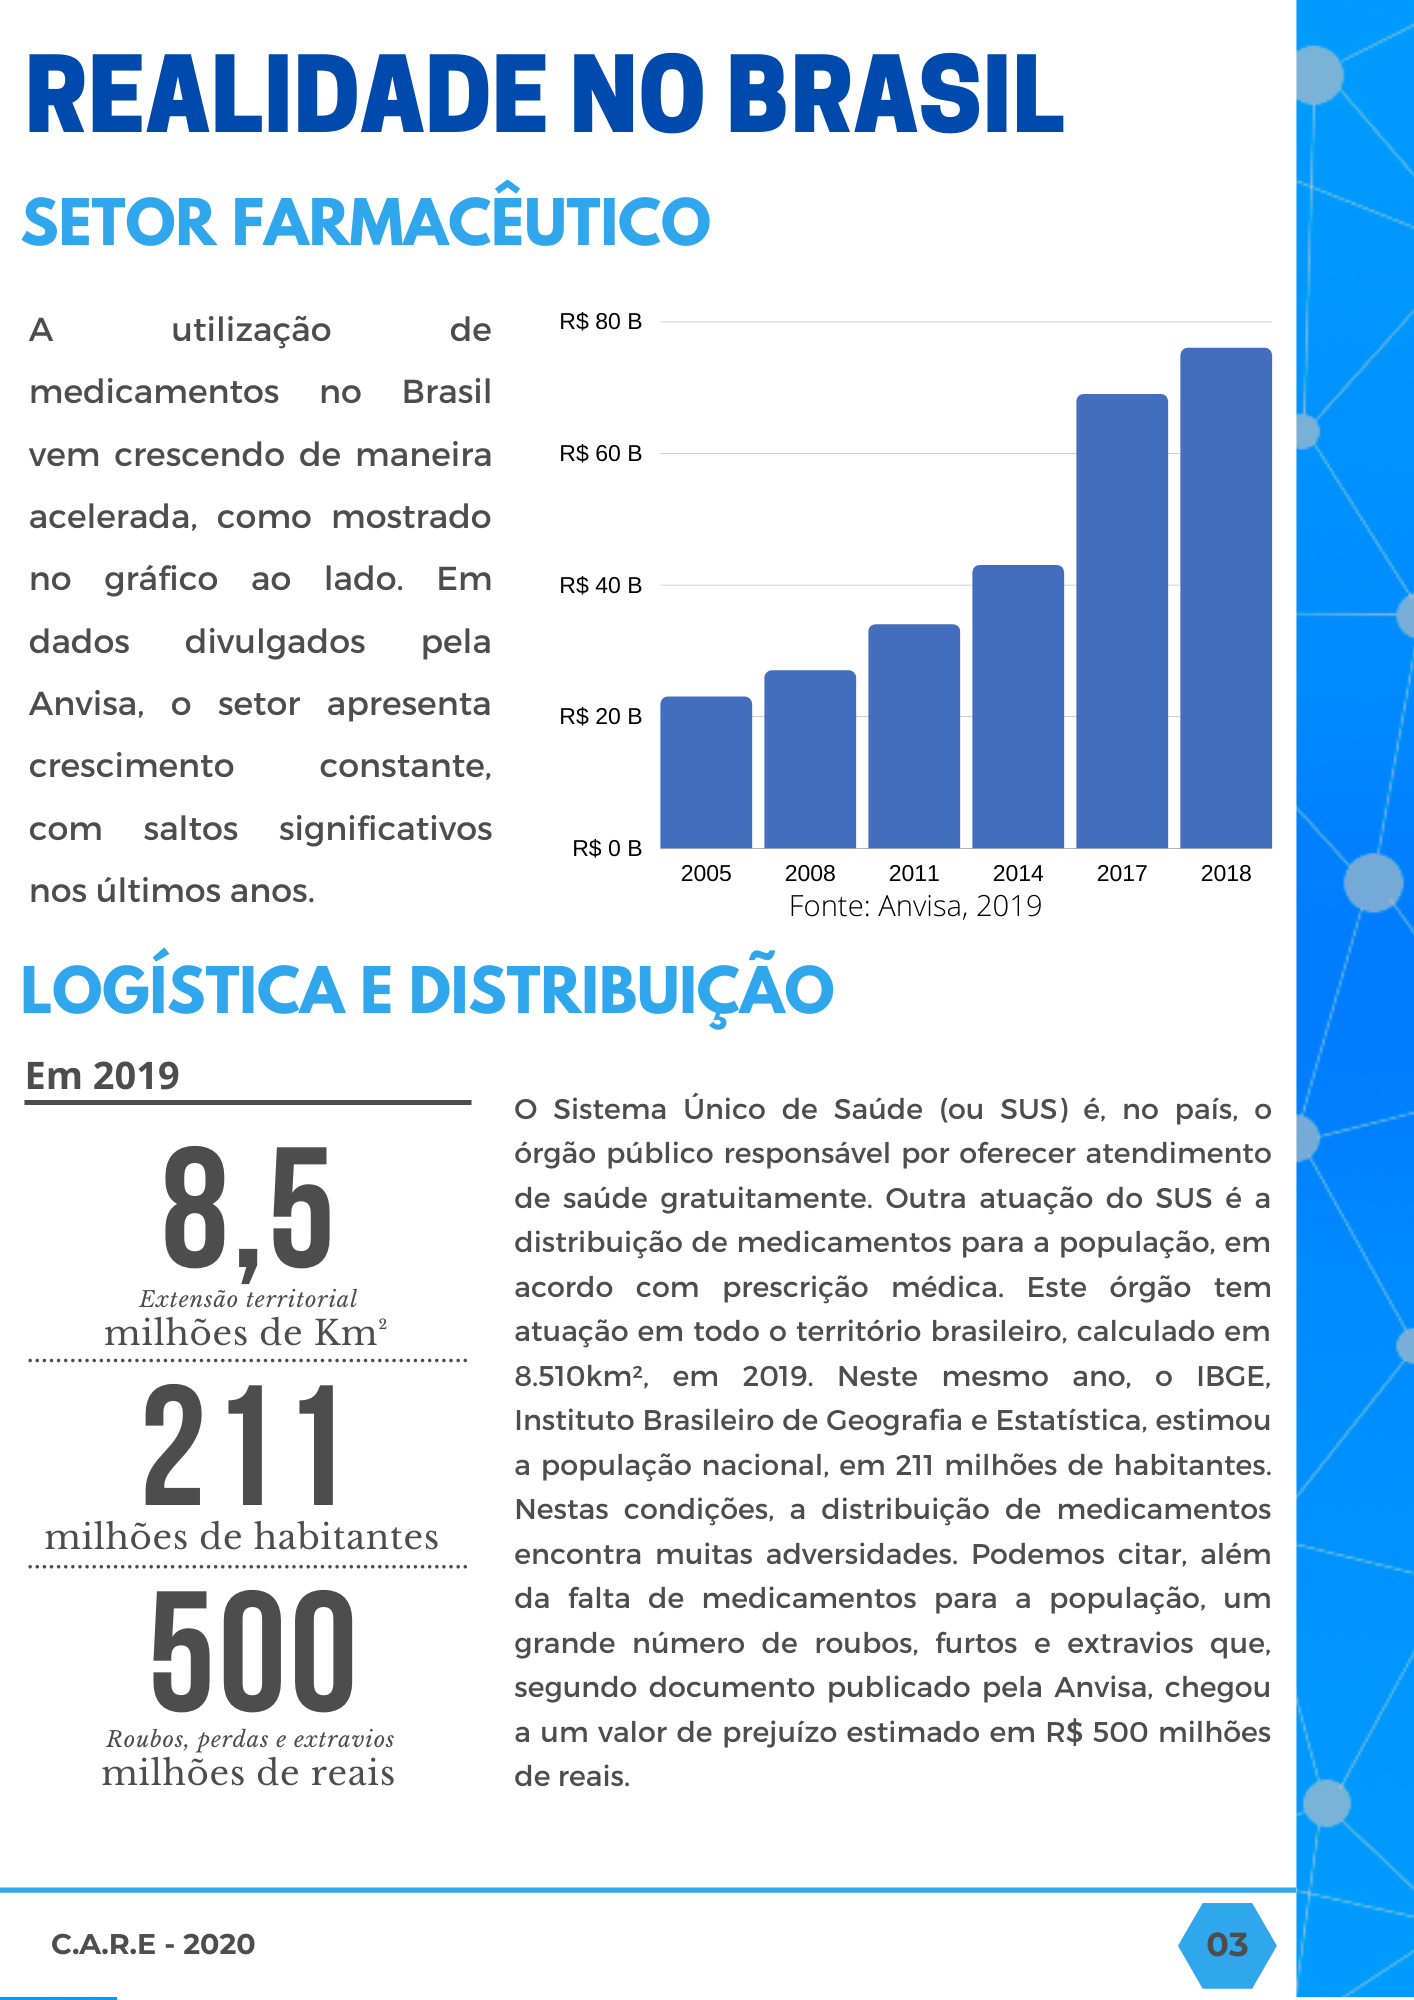 REALIDADE NO BRASIL
SETOR FARMACÊUTICO
A utilização de
medicamentos no Brasil
vem crescendo de maneira
acelerada, como mostrado
no gráfico ao lado. Em
dados divulgados pela
Anvisa, o setor apresenta
crescimento constante,
com saltos significativos
nos últimos anos.
R$ 80 B
R$ 60 B
R$ 40 B
R$ 20 B
R$ 0 B
2005 2008 2011 2014 2017 2018
Fonte: Anvisa, 2019
LOGÍSTICA E DISTRIBUIÇÃO
Em 2019
8,5
Extensão territorial
milhões de Km²
211
milhões de habitantes
500
Roubos, perdas e extravios
milhões de reais
O Sistema Único de Saúde (ou SUS) é, no país, o
órgão público responsável por oferecer atendimento
de saúde gratuitamente. Outra atuação do SUS é a
distribuição de medicamentos para a população, em
acordo com prescrição médica. Este órgão tem
atuação em todo o território brasileiro, calculado em
8.510km², em 2019. Neste mesmo ano, o IBGE,
Instituto Brasileiro de Geografia e Estatística, estimou
a população nacional, em 211 milhões de habitantes.
Nestas condições, a distribuição de medicamentos
encontra muitas adversidades. Podemos citar, além
da falta de medicamentos para a população, um
grande número de roubos, furtos e extravios que,
segundo documento publicado pela Anvisa, chegou
a um valor de prejuízo estimado em R$ 500 milhões
de reais.
C.A.R.E - 2020
03